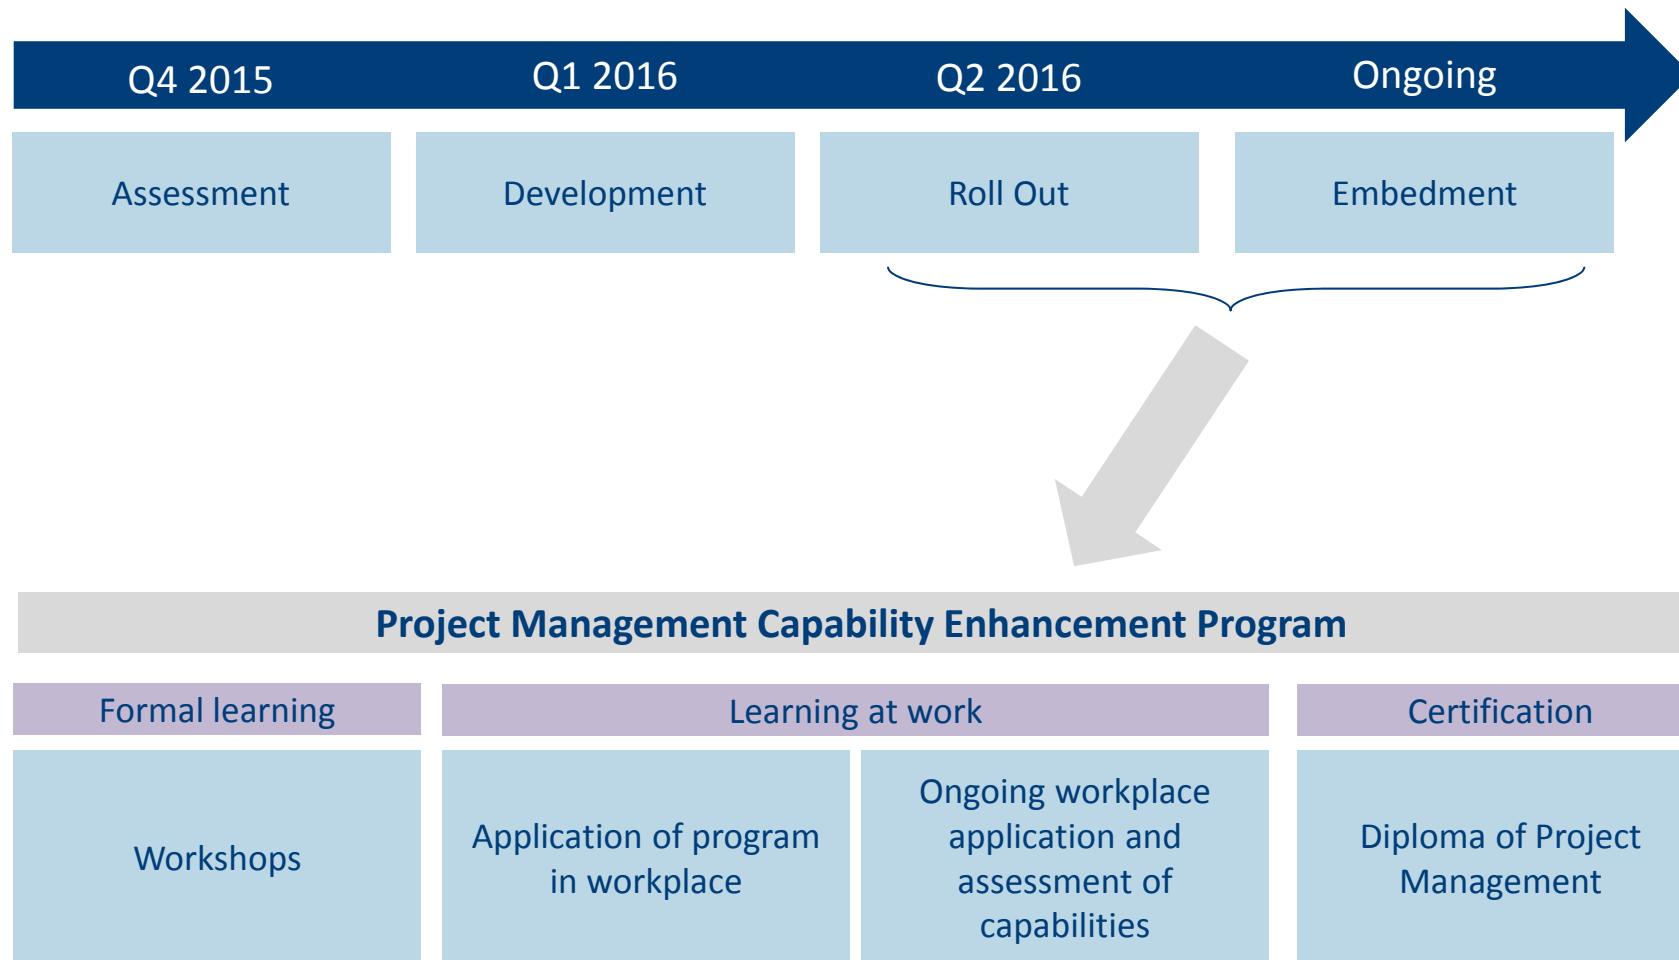 Q4 2015
Q1 2016
Q2 2016
Ongoing
Assessment
Development
Roll Out
Embedment
Project Management Capability Enhancement Program
Formal learning
Learning at work
Certification
Workshops
Application of program
in workplace
Ongoing workplace
application and
assessment of
capabilities
Diploma of Project
Management